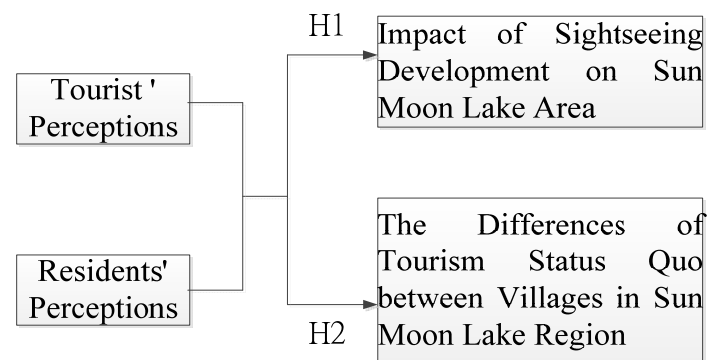 Tourist '
Perceptions
Residents'
Perceptions
H1
Impact of Sightseeing
Development on Sun
Moon Lake Area
The Differences of
Tourism Status Quo
between Villages in Sun
Moon Lake Region
H2